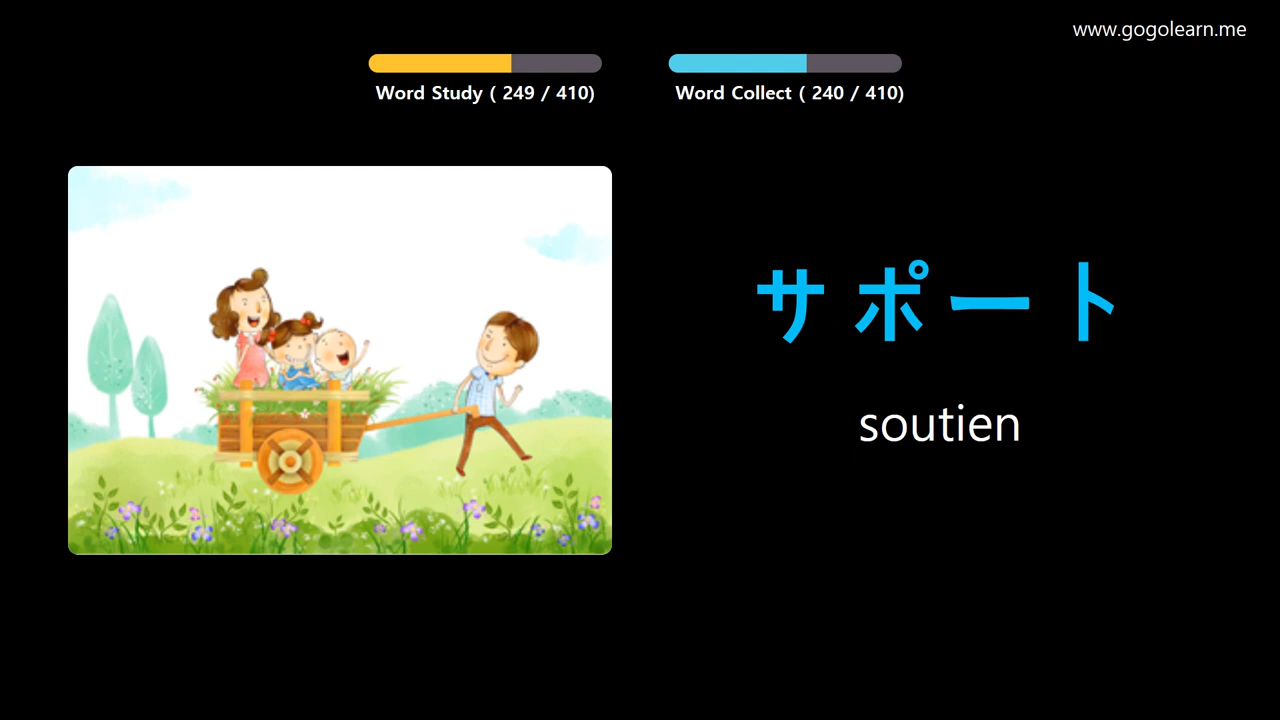 www.gogolearn.me
Word Study ( 249 / 410)
Word Collect ( 240 / 410)
サポート
soutien